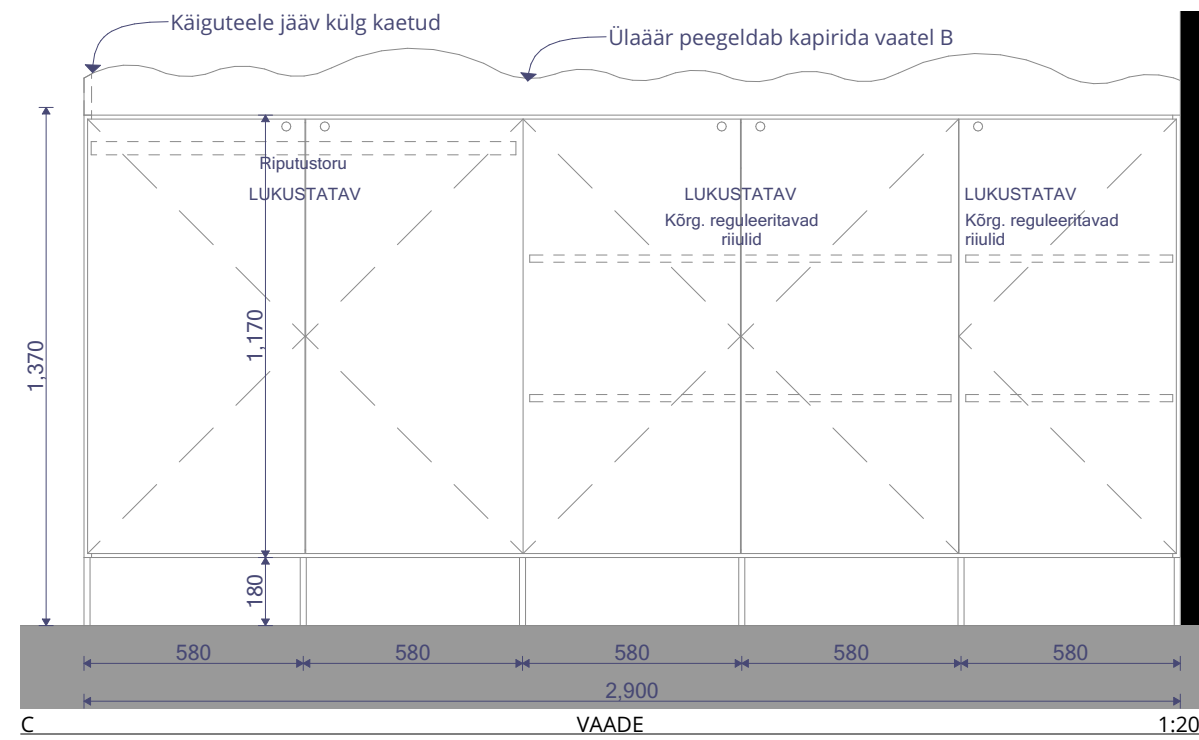 Käiguteele jääv külg kaetud
Ülaäär peegeldab kapirida vaatel B
Riputustoru
LUKUSTATAV
LUKUSTATAV
Kõrg. reguleeritavad
riiulid
LUKUSTATAV
Kõrg. reguleeritavad
riiulid
1,370
1,170
180
580
580
580
580
580
2,900
C
VAADE
1:20